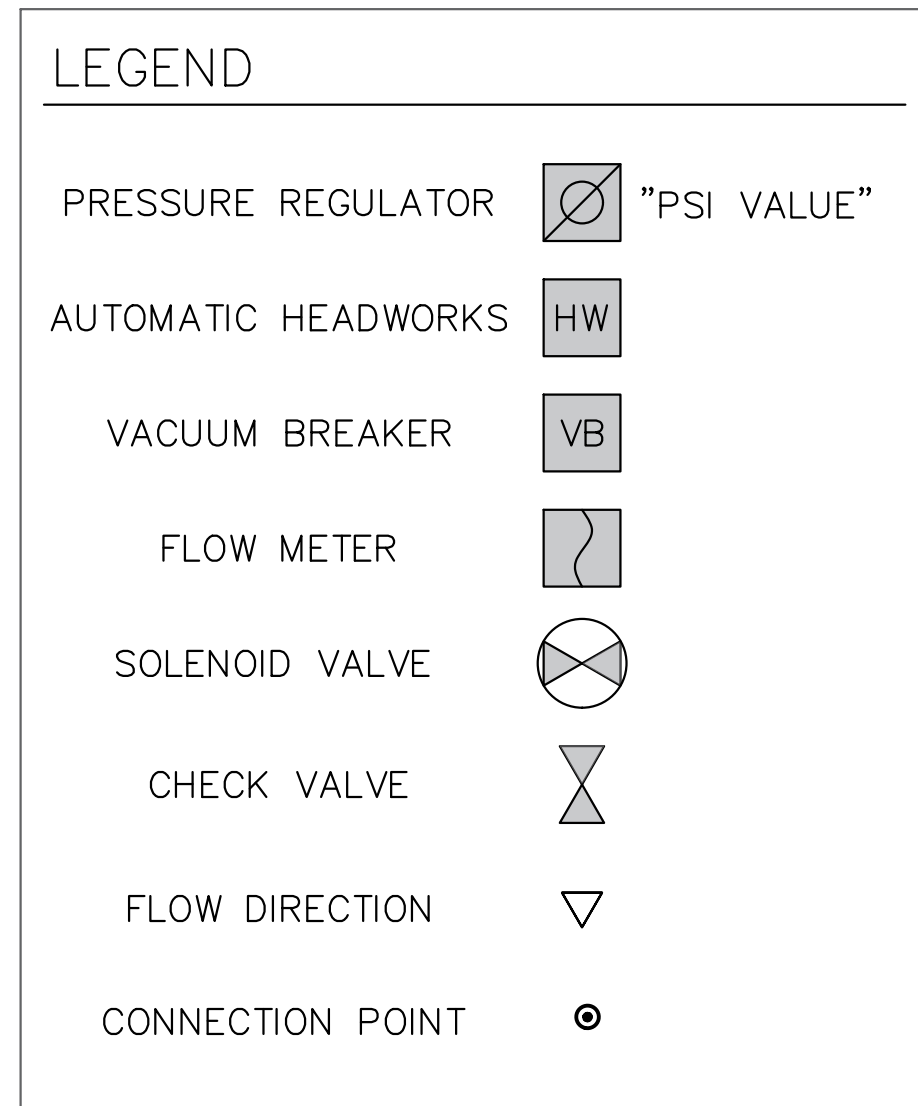 LEGEND
PRESSURE REGULATOR ”PSI VALUE”
AUTOMATIC HEADWORKS HW
VACUUM BREAKER VB
FLOW METER
SOLENOID VALVE
CHECK VALVE
FLOW DIRECTION
CONNECTION POINT